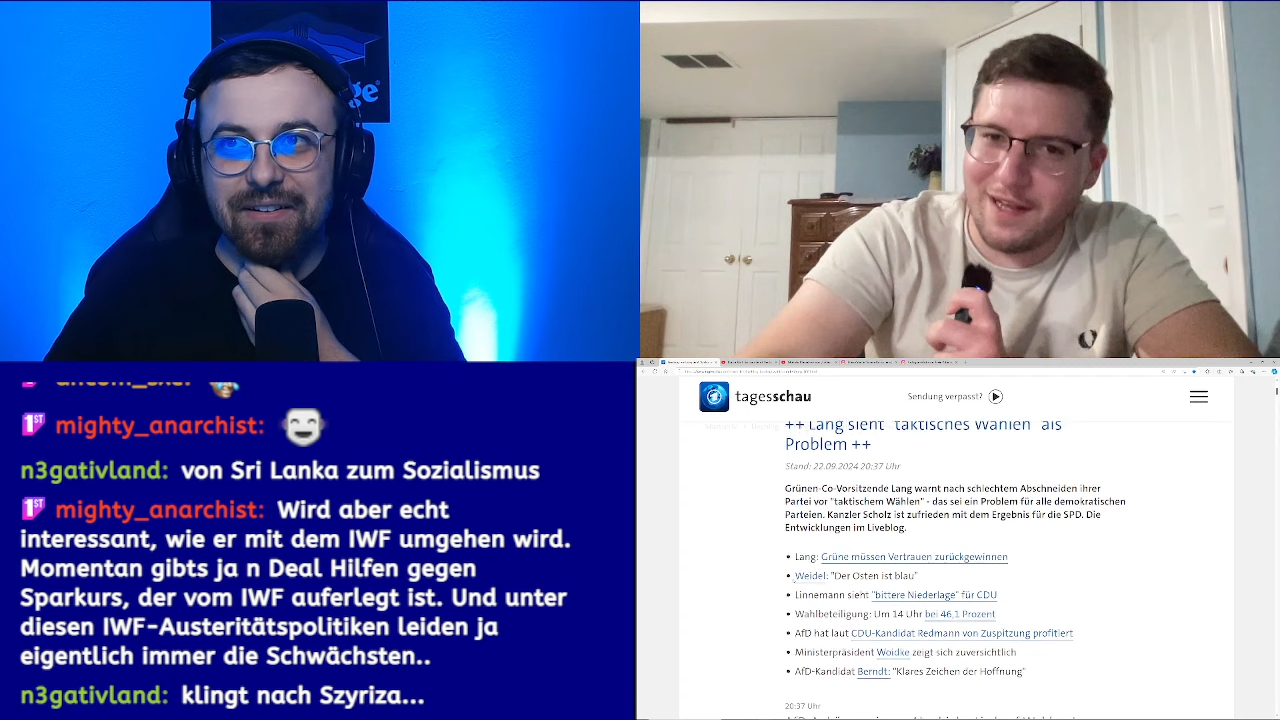 ge®
mighty_anarchist:
n3gativland: von Sri Lanka zum Sozialismus
mighty_anarchist: Wird aber echt
interessant, wie er mit dem IWF umgehen wird.
Momentan gibts ja n Deal Hilfen gegen
Sparkurs, der vom IWF auferlegt ist. Und unter
diesen IWF-Austeritätspolitiken leiden ja
eigentlich immer die Schwächsten..
n3gativland: klingt nach Szyriza...
tagesschau
Sendung verpasst?
++ Lang sieht "taktisches Wählen" als
Problem ++
Stand: 22.09.2024 20:37 Uhr
Grünen-Co-Vorsitzende Lang warnt nach schlechtem Abschneiden ihrer
Partei vor "taktischem Wählen" - das sei ein Problem für alle demokratischen
Parteien. Kanzler Scholz ist zufrieden mit dem Ergebnis für die SPD. Die
Entwicklungen im Liveblog.
• Lang: Grüne müssen Vertrauen zurückgewinnen
• Weidel: "Der Osten ist blau"
• Linnemann sieht "bittere Niederlage" für CDU
• Wahlbeteiligung: Um 14 Uhr bei 46,1 Prozent
• AfD hat laut CDU-Kandidat Redmann von Zuspitzung profitiert
• Ministerpräsident Woidke zeigt sich zuversichtlich
• AfD-Kandidat Berndt: "Klares Zeichen der Hoffnung"
20:37 Uhr